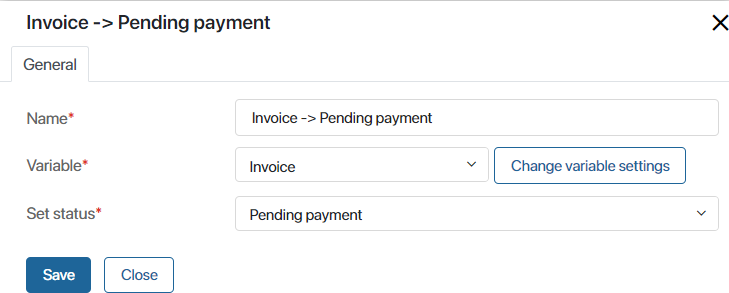 Invoice -> Pending payment
General
Name* Invoice -> Pending payment
Variable* Invoice Change variable settings
Set status* Pending payment
Save Close